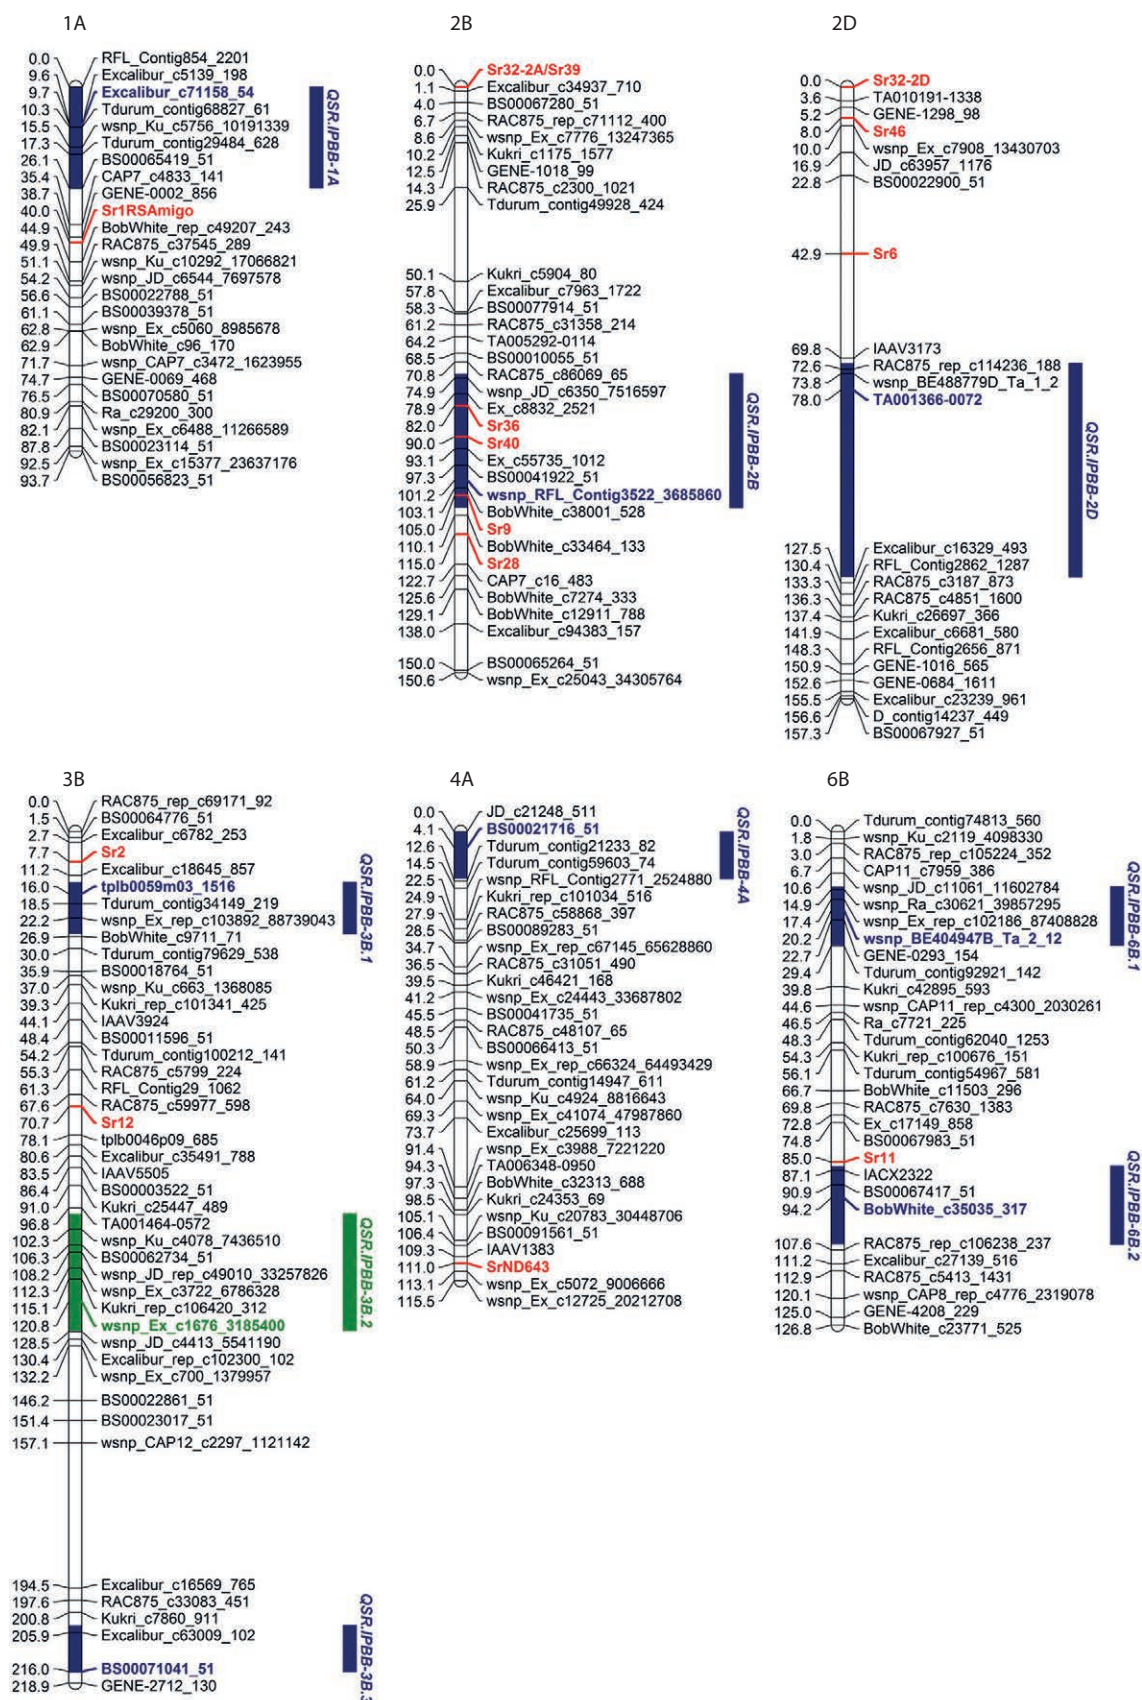 1A
0.0 RFL_Contig854_2201
9.6 Excalibur_c5139_198
9.7 Excalibur_c71158_54
10.3 Tdurum_contig68827_61
15.5 wsnp_Ku_c5756_10191339
17.3 Tdurum_contig29484_628
26.1 BS00065419_51
35.4 CAP7_c4833_141
38.7 GENE-0002_856
40.0 Sr1RSAmigo
44.9 BobWhite_rep_c49207_243
49.9 RAC875_c37545_289
51.1 wsnp_Ku_c10292_17066821
54.2 wsnp_JD_c6544_7697578
56.6 BS00022788_51
61.1 BS00039378_51
62.8 wsnp_Ex_c5060_8985678
62.9 BobWhite_c96_170
71.7 wsnp_CAP7_c3472_1623955
74.7 GENE-0069_468
76.5 BS00070580_51
80.9 Ra_c29200_300
82.1 wsnp_Ex_c6488_11266589
87.8 BS00023114_51
92.5 wsnp_Ex_c15377_23637176
93.7 BS00056823_51
QSR.IPBB-1A
2B
0.0 Sr32-2A/Sr39
1.1 Excalibur_c34937_710
4.0 BS00067280_51
6.7 RAC875_rep_c71112_400
8.6 wsnp_Ex_c7776_13247365
10.2 Kukri_c1175_1577
12.5 GENE-1018_99
14.3 RAC875_c2300_1021
25.9 Tdurum_contig49928_424
50.1 Kukri_c5904_80
57.8 Excalibur_c7963_1722
58.3 BS00077914_51
61.2 RAC875_c31358_214
64.2 TA005292-0114
68.5 BS00010055_51
70.8 RAC875_c86069_65
74.9 wsnp_JD_c6350_7516597
78.9 Ex_c8832_2521
82.0 Sr36
90.0 Sr40
93.1 Ex_c55735_1012
97.3 BS00041922_51
101.2 wsnp_RFL_Contig3522_3685860
103.1 BobWhite_c38001_528
105.0 Sr9
110.1 BobWhite_c33464_133
115.0 Sr28
122.7 CAP7_c16_483
125.6 BobWhite_c7274_333
129.1 BobWhite_c12911_788
138.0 Excalibur_c94383_157
150.0 BS00065264_51
150.6 wsnp_Ex_c25043_34305764
QSR.IPBB-2B
2D
0.0 Sr32-2D
3.6 TA010191-1338
5.2 GENE-1298_98
8.0 Sr46
10.0 wsnp_Ex_c7908_13430703
16.9 JD_c63957_1176
22.8 BS00022900_51
42.9 Sr6
69.8 IAAV3173
72.6 RAC875_rep_c114236_188
73.8 wsnp_BE488779D_Ta_1_2
78.0 TA001366-0072
127.5 Excalibur_c16329_493
130.4 RFL_Contig2862_1287
133.3 RAC875_c3187_873
136.3 RAC875_c4851_1600
137.4 Kukri_c26697_366
141.9 Excalibur_c6681_580
148.3 RFL_Contig2656_871
150.9 GENE-1016_565
152.6 GENE-0684_1611
155.5 Excalibur_c23239_961
156.6 D_contig14237_449
157.3 BS00067927_51
QSR.IPBB-2D
3B
0.0 RAC875_rep_c69171_92
1.5 BS00064776_51
2.7 Excalibur_c6782_253
7.7 Sr2
11.2 Excalibur_c18645_857
16.0 tplb0059m03_1516
18.5 Tdurum_contig34149_219
22.2 wsnp_Ex_rep_c103892_88739043
26.9 BobWhite_c9711_71
30.0 Tdurum_contig79629_538
35.9 BS00018764_51
37.0 wsnp_Ku_c663_1368085
39.3 Kukri_rep_c101341_425
44.1 IAAV3924
48.4 BS00011596_51
54.2 Tdurum_contig100212_141
55.3 RAC875_c5799_224
61.3 RFL_Contig29_1062
67.6 RAC875_c59977_598
70.7 Sr12
78.1 tplb0046p09_685
80.6 Excalibur_c35491_788
83.5 IAAV5505
86.4 BS00003522_51
91.0 Kukri_c25447_489
96.8 TA001464-0572
102.3 wsnp_Ku_c4078_7436510
106.3 BS00062734_51
108.2 wsnp_JD_rep_c49010_33257826
112.3 wsnp_Ex_c3722_6786328
115.1 Kukri_rep_c106420_312
120.8 wsnp_Ex_c1676_3185400
128.5 wsnp_JD_c4413_5541190
130.4 Excalibur_rep_c102300_102
132.2 wsnp_Ex_c700_1379957
146.2 BS00022861_51
151.4 BS00023017_51
157.1 wsnp_CAP12_c2297_1121142
194.5 Excalibur_c16569_765
197.6 RAC875_c33083_451
200.8 Kukri_c7860_911
205.9 Excalibur_c63009_102
216.0 BS00071041_51
218.9 GENE-2712_130
QSR.IPBB-3B.1
QSR.IPBB-3B.2
QSR.IPBB-3B.3
4A
0.0 JD_c21248_511
4.1 BS00021716_51
12.6 Tdurum_contig21233_82
14.5 Tdurum_contig59603_74
22.5 wsnp_RFL_Contig2771_2524880
24.9 Kukri_rep_c101034_516
27.9 RAC875_c58868_397
28.5 BS00089283_51
34.7 wsnp_Ex_rep_c67145_65628860
36.5 RAC875_c31051_490
39.5 Kukri_c46421_168
41.2 wsnp_Ex_c24443_33687802
45.5 BS00041735_51
48.5 RAC875_c48107_65
50.3 BS00066413_51
58.9 wsnp_Ex_rep_c66324_64493429
61.2 Tdurum_contig14947_611
64.0 wsnp_Ku_c4924_8816643
69.3 wsnp_Ex_c41074_47987860
73.7 Excalibur_c25699_113
91.4 wsnp_Ex_c3988_7221220
94.3 TA006348-0950
97.3 BobWhite_c32313_688
98.5 Kukri_c24353_69
105.1 wsnp_Ku_c20783_30448706
106.4 BS00091561_51
109.3 IAAV1383
111.0 SrND643
113.1 wsnp_Ex_c5072_9006666
115.5 wsnp_Ex_c12725_20212708
QSR.IPBB-4A
6B
0.0 Tdurum_contig74813_560
1.8 wsnp_Ku_c2119_4098330
3.0 RAC875_rep_c105224_352
6.7 CAP11_c7959_386
10.6 wsnp_JD_c11061_11602784
14.9 wsnp_Ra_c30621_39857295
17.4 wsnp_Ex_rep_c102186_87408828
20.2 wsnp_BE404947B_Ta_2_12
22.7 GENE-0293_154
29.4 Tdurum_contig92921_142
39.8 Kukri_c42895_593
44.6 wsnp_CAP11_rep_c4300_2030261
46.5 Ra_c7721_225
48.3 Tdurum_contig62040_1253
54.3 Kukri_rep_c100676_151
56.1 Tdurum_contig54967_581
66.7 BobWhite_c11503_296
69.8 RAC875_c7630_1383
72.8 Ex_c17149_858
74.8 BS00067983_51
85.0 Sr11
87.1 IACX2322
90.9 BS00067417_51
94.2 BobWhite_c35035_317
107.6 RAC875_rep_c106238_237
111.2 Excalibur_c27139_516
112.9 RAC875_c5413_1431
120.1 wsnp_CAP8_rep_c4776_2319078
125.0 GENE-4208_229
126.8 BobWhite_c23771_525
QSR.IPBB-6B.1
QSR.IPBB-6B.2